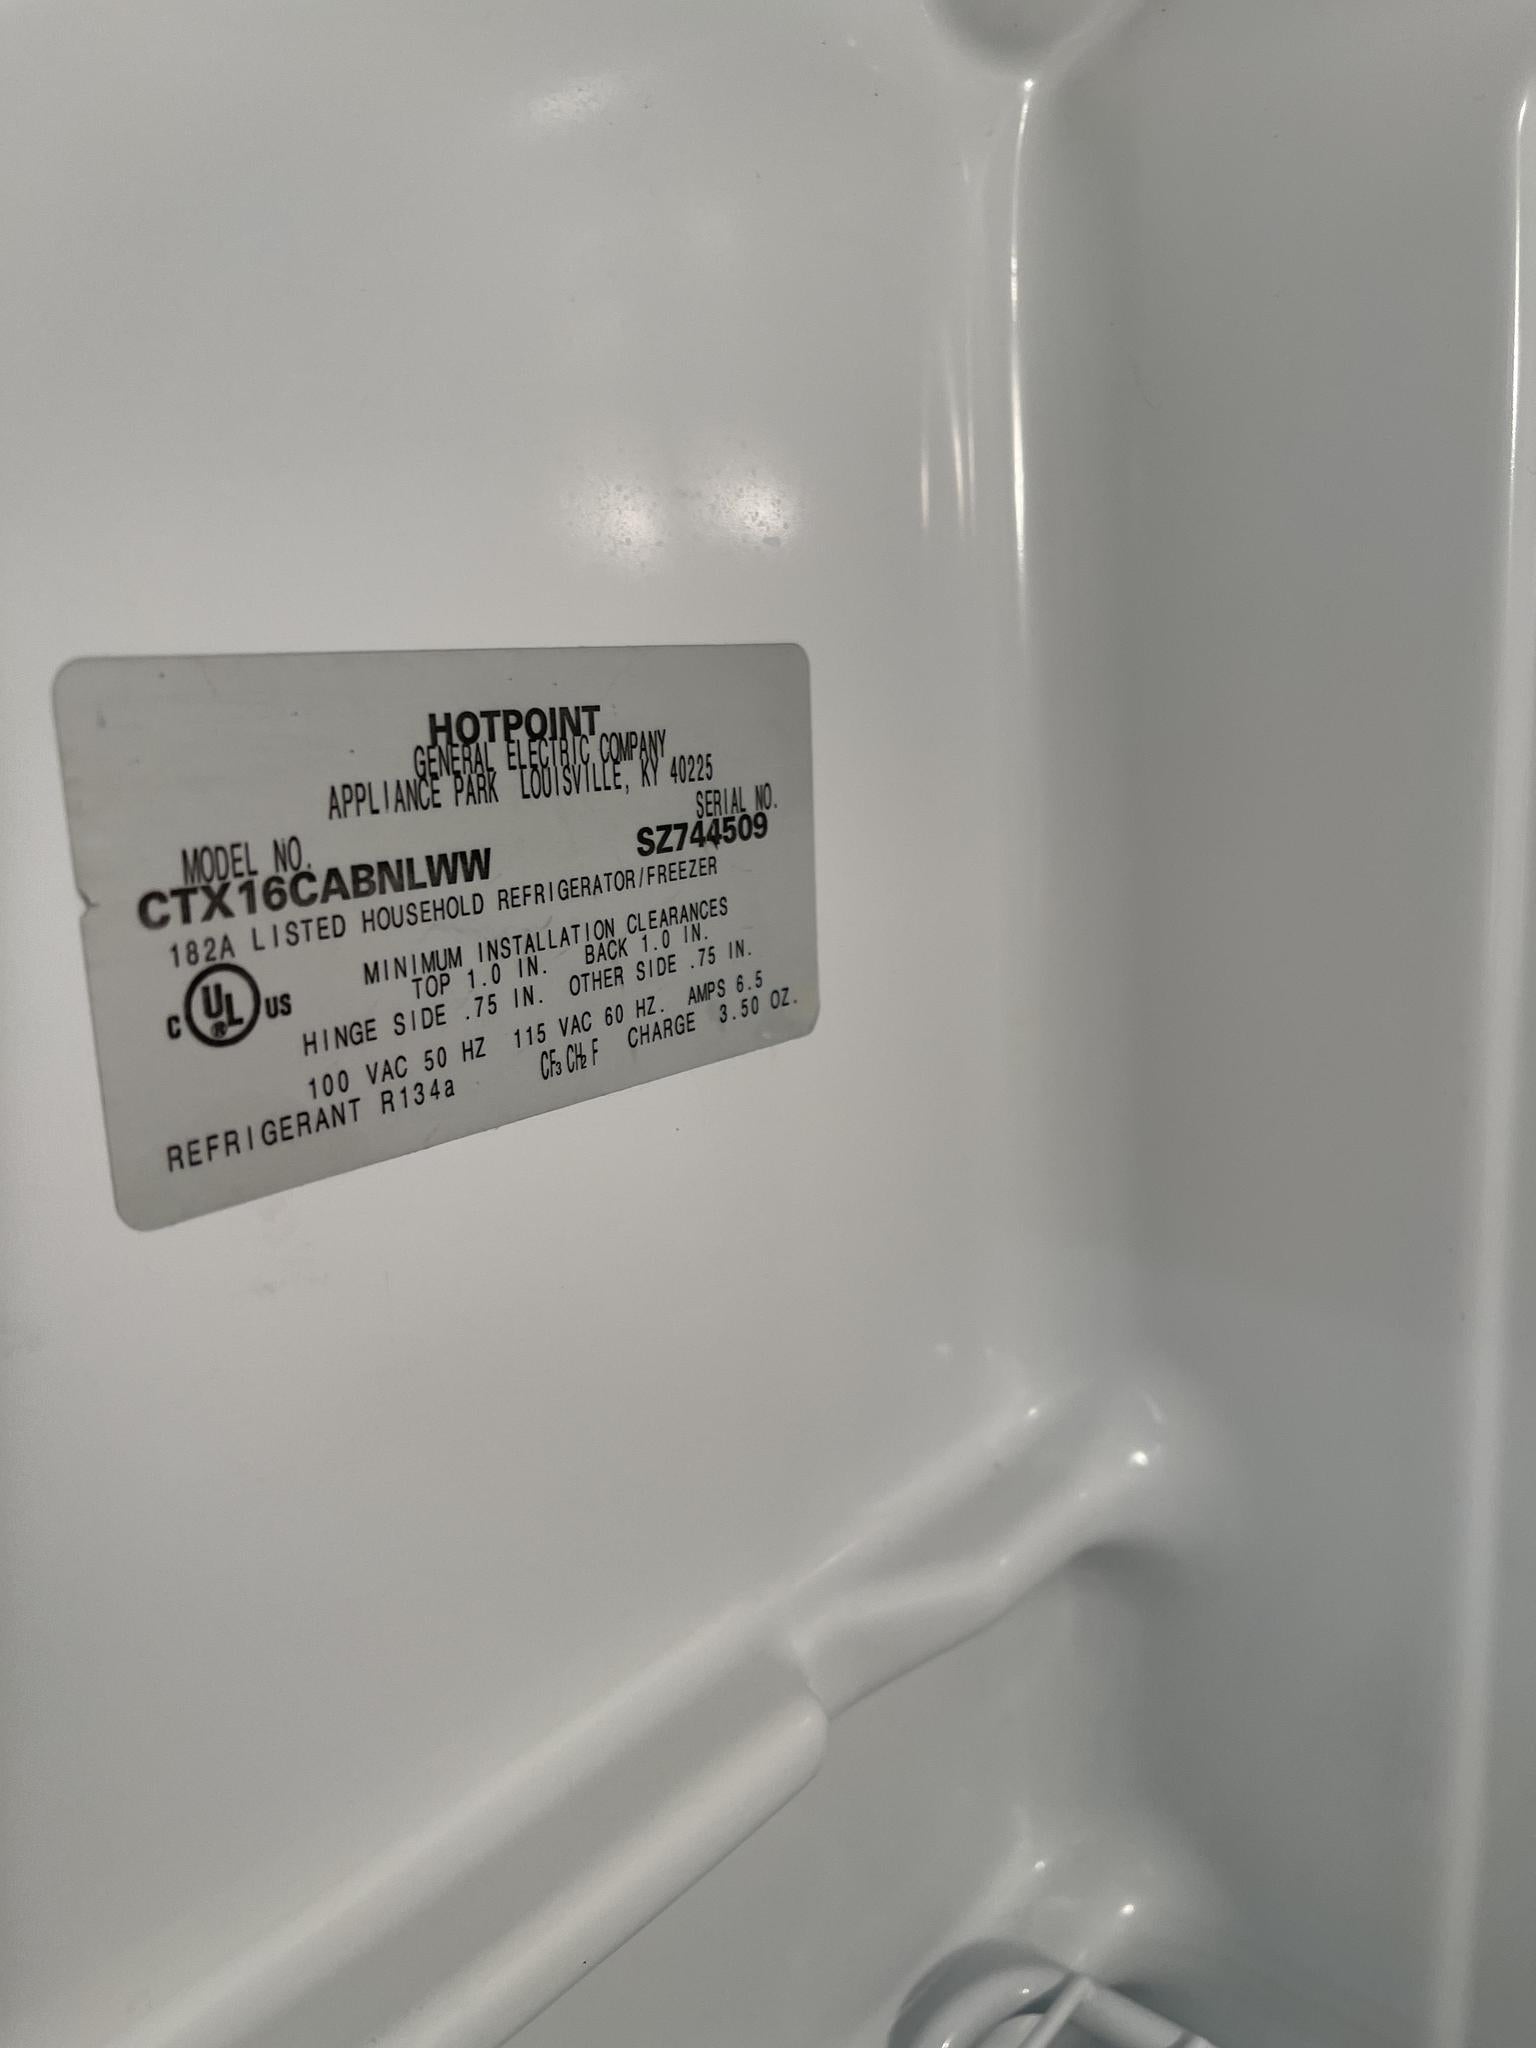 HOTPOINT
GENERAL ELECTRIC COMPANY
APPLIANCE PARK LOUISVILLE, KY 40225
MODEL NO. SERIAL NO.
CTX16CABNLWW SZ744509
182A LISTED HOUSEHOLD REFRIGERATOR/FREEZER
C UL® US
MINIMUM INSTALLATION CLEARANCES
TOP 1.0 IN. BACK 1.0 IN.
HINGE SIDE .75 IN. OTHER SIDE .75 IN.
100 VAC 50 HZ 115 VAC 60 HZ. AMPS 6.5
REFRIGERANT R134a CF₃CH₂F CHARGE 3.50 OZ.